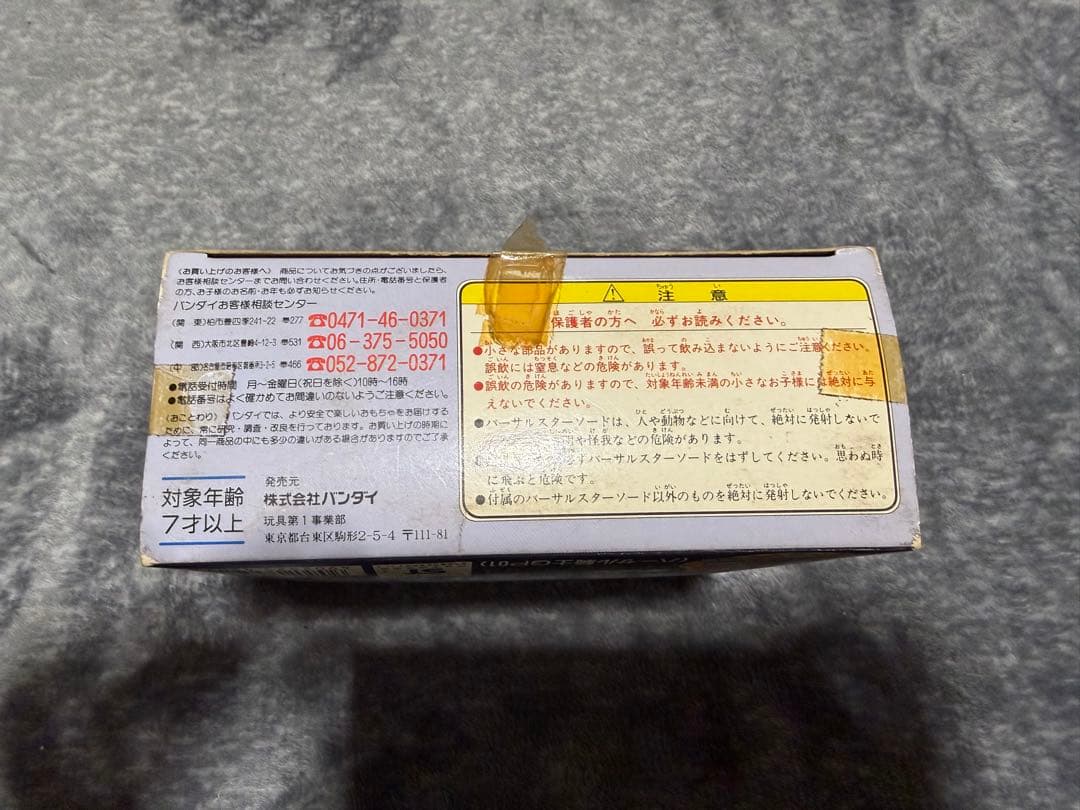 〈お買い上げのお客様へ〉 商品についてお気づきの点がございましたら、
お客様相談センターまでお問い合わせください。住所・電話番号と保護者
の方、お子様のお名前・お年も必ずお知らせください。
バンダイお客様相談センター
(関 東)柏市豊四季241-22 〒277 ☎0471-46-0371
(関 西)大阪市北区豊崎4-12-3 〒531 ☎06-375-5050
(中 部) 〒466 ☎052-872-0371
●電話受付時間 月〜金曜日(祝日を除く)10時〜16時
●電話番号はよく確かめてお間違いのないようご注意ください。
〈おことわり〉 バンダイでは、より安全で楽しいおもちゃをお届けする
ために、常に研究・調査・改良を行っております。お買い上げの時期に
よって、同一商品の中にも多少の違いがある場合がありますのでご了承
ください。
対象年齢
7才以上
発売元
株式会社バンダイ
玩具第1事業部
東京都台東区駒形2-5-4 〒111-81
⚠ 注意
保護者の方へ 必ずお読みください。
●小さな部品がありますので、誤って飲み込まないようにご注意ください。
誤飲には窒息などの危険があります。
●誤飲の危険がありますので、対象年齢未満の小さなお子様には絶対に与
えないでください。
●バーサルスターソードは、人や動物などに向けて、絶対に発射しないで
や怪我などの危険があります。
ずバーサルスターソードをはずしてください。思わぬ時
に飛ぶと危険です。
●付属のバーサルスターソード以外のものを絶対に発射しないでください。